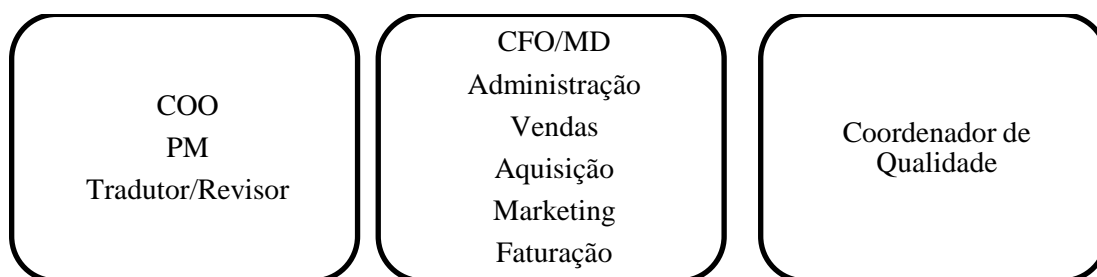 COO
PM
Tradutor/Revisor
CFO/MD
Administração
Vendas
Aquisição
Marketing
Faturação
Coordenador de
Qualidade